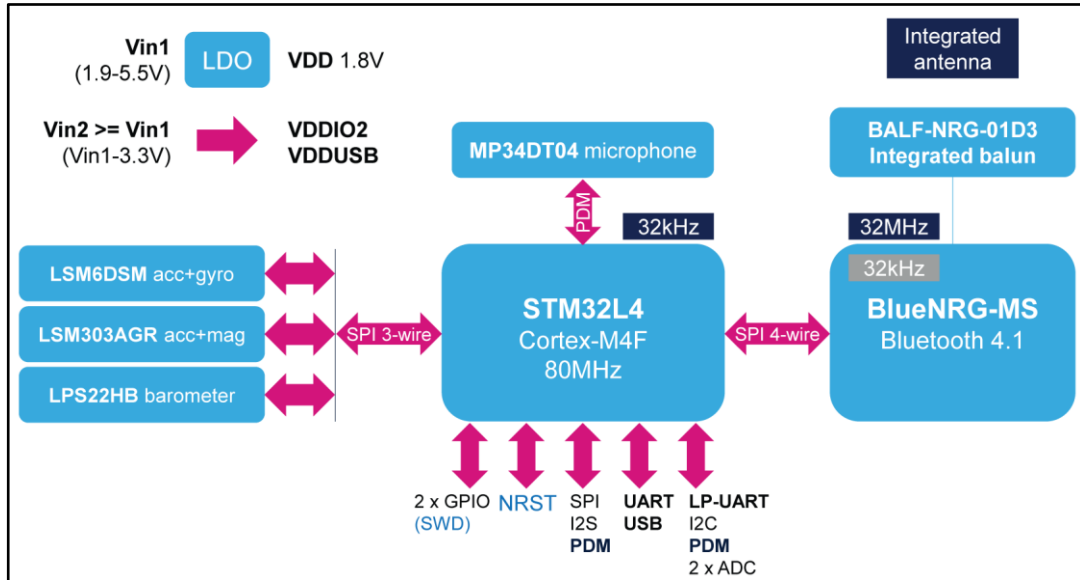 Vin1
(1.9-5.5V)
LDO
VDD 1.8V
Integrated
antenna
Vin2 >= Vin1
(Vin1-3.3V)
VDDIO2
VDDUSB
MP34DT04 microphone
BALF-NRG-01D3
Integrated balun
PDM
32kHz
32MHz
32kHz
LSM6DSM acc+gyro
LSM303AGR acc+mag
LPS22HB barometer
SPI 3-wire
STM32L4
Cortex-M4F
80MHz
SPI 4-wire
BlueNRG-MS
Bluetooth 4.1
2 x GPIO
(SWD)
NRST
SPI
I2S
PDM
UART
USB
LP-UART
I2C
PDM
2 x ADC